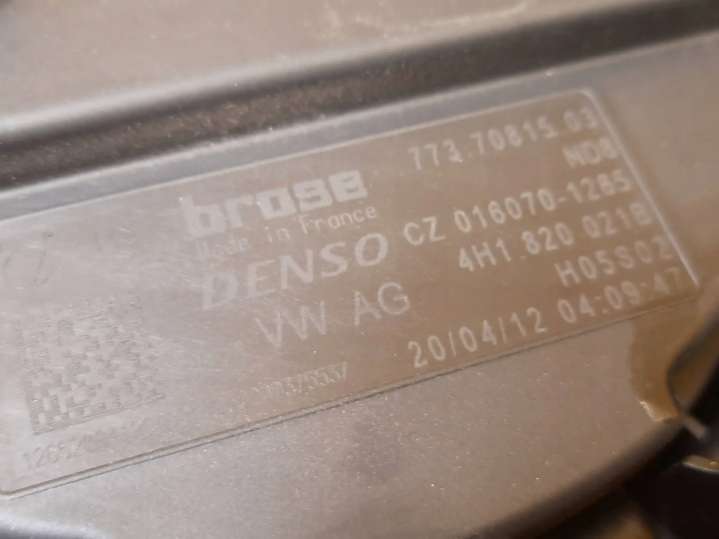 brose 773.70815.03
Made in France ND8
DENSO CZ 016070-1265
4H1.820 021B
VW AG H05S02
20/04/12 04:09:47